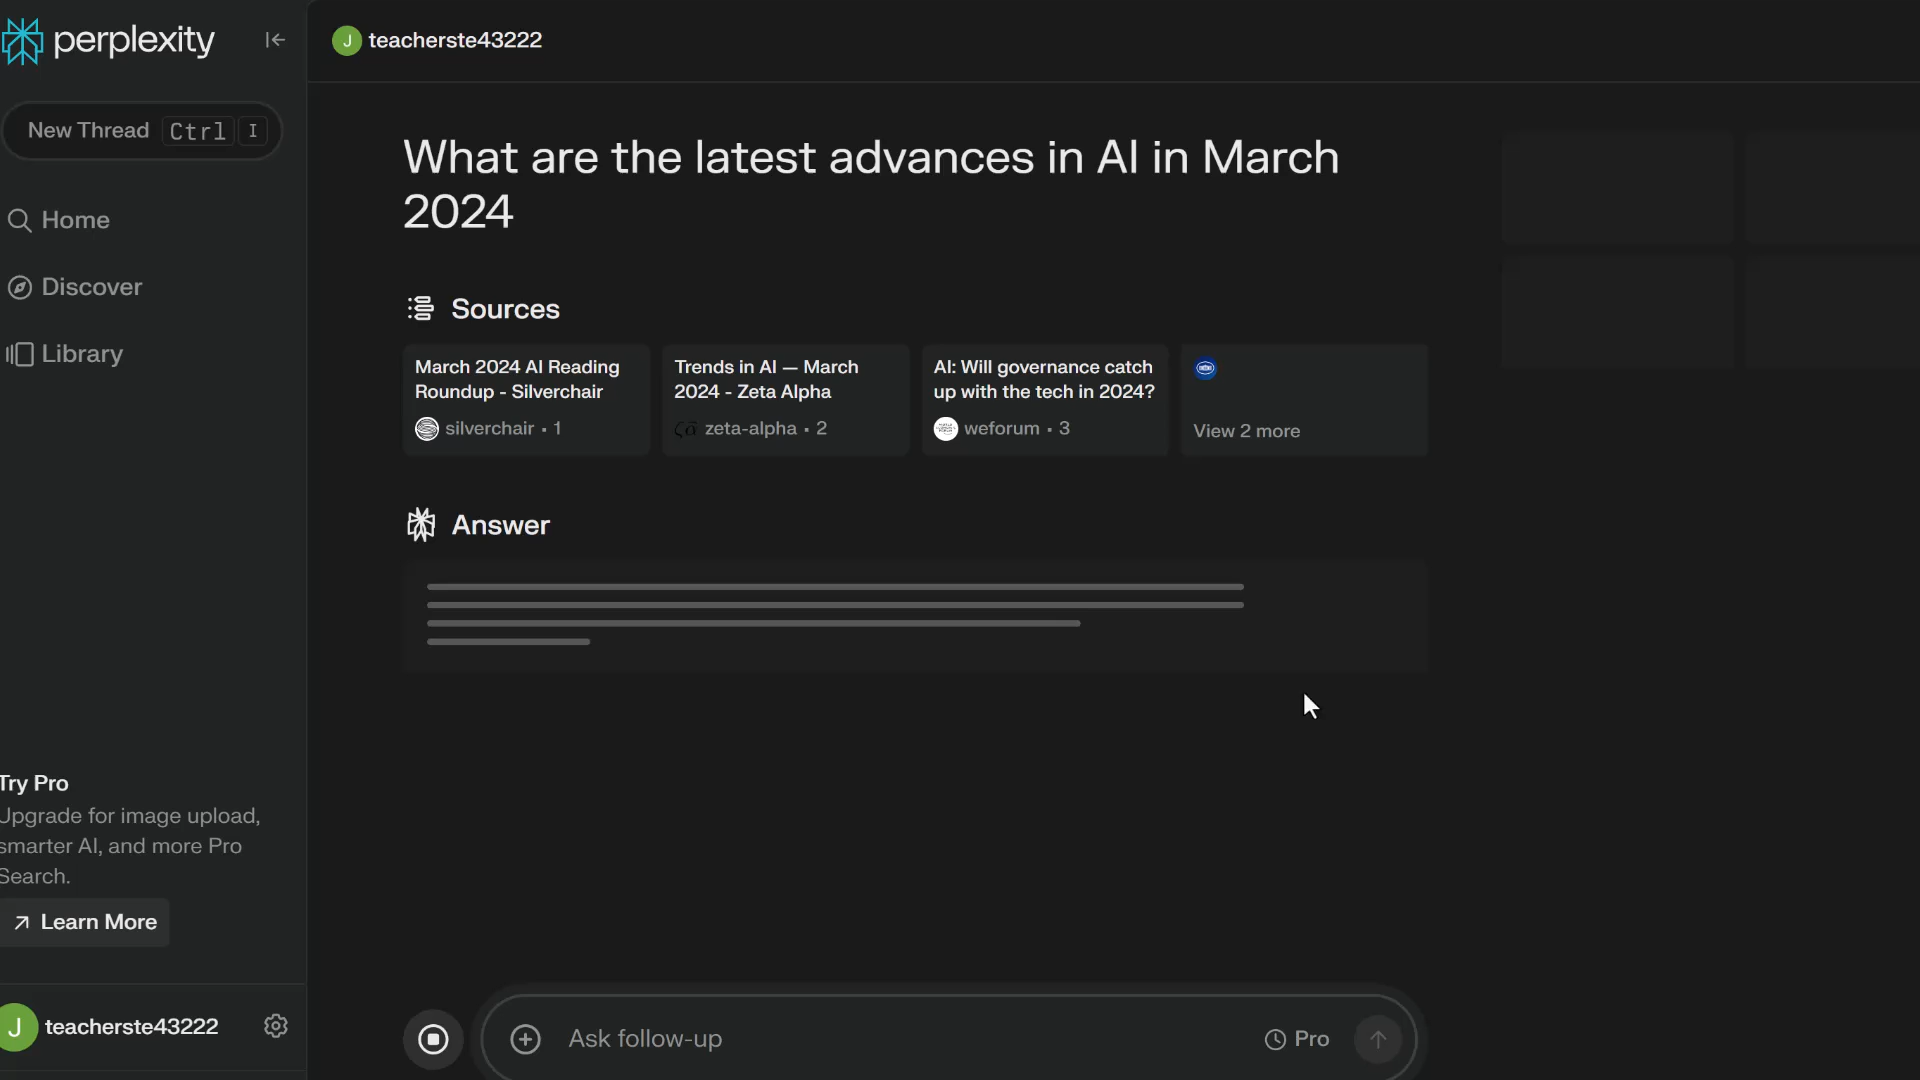 perplexity
New Thread Ctrl I
Home
Discover
Library
Try Pro
Upgrade for image upload,
smarter AI, and more Pro
Search.
Learn More
J teacherste43222
J teacherste43222
What are the latest advances in AI in March
2024
Sources
March 2024 AI Reading
Roundup - Silverchair
silverchair · 1
Trends in AI — March
2024 - Zeta Alpha
zeta-alpha · 2
AI: Will governance catch
up with the tech in 2024?
weforum · 3
View 2 more
Answer
Ask follow-up
Pro